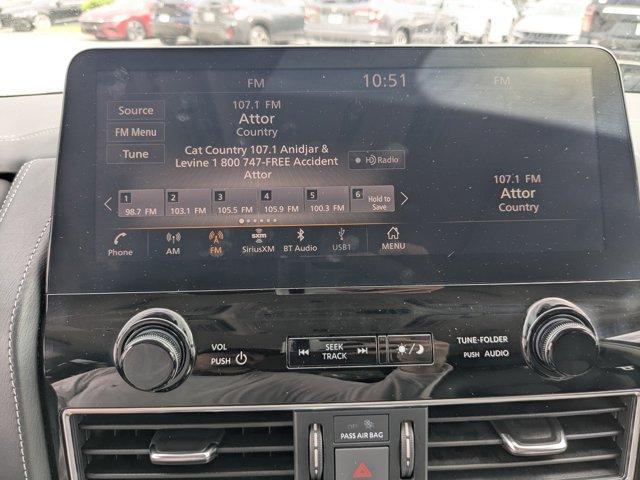 FM
10:51
FM
Source
FM Menu
Tune
107.1 FM
Attor
Country
Cat Country 107.1 Anidjar &
Levine 1 800 747-FREE Accident
Attor
HD Radio
107.1 FM
Attor
Country
1 2 3 4 5 6 Hold to
98.7 FM 103.1 FM 105.5 FM 105.9 FM 100.3 FM Save
Phone AM FM SiriusXM BT Audio USB1 MENU
sxm
VOL
PUSH
SEEK
TRACK
TUNE-FOLDER
PUSH AUDIO
OFF
PASS AIR BAG